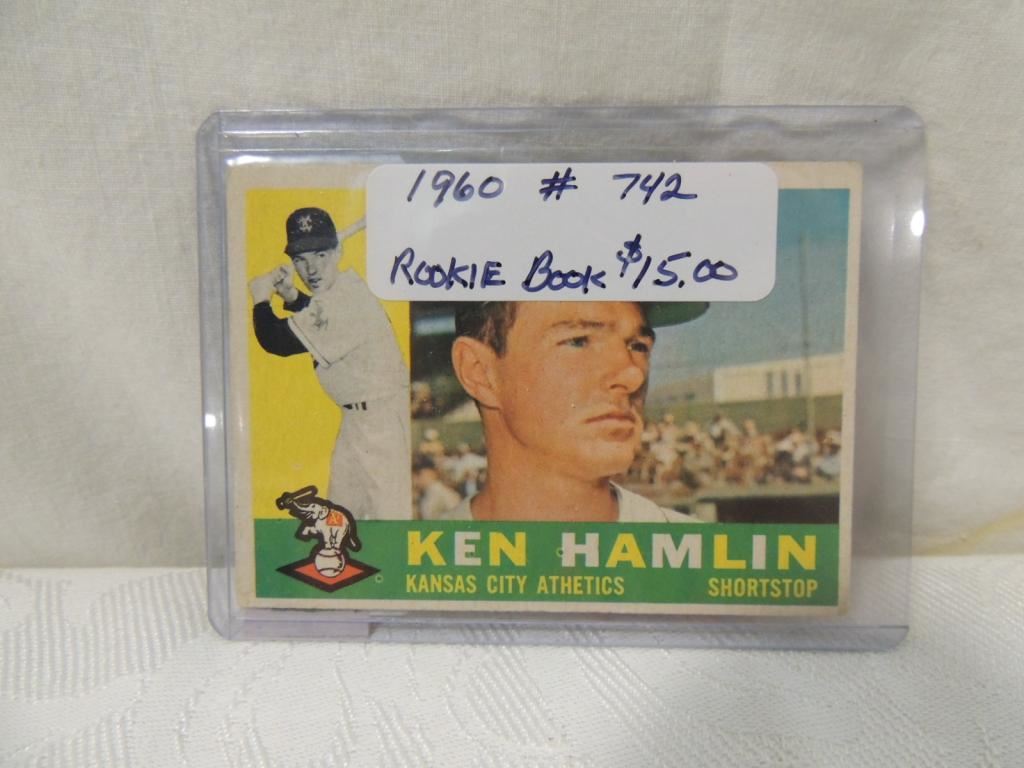 1960 # 742
ROOKIE BOOK $15.00
KEN HAMLIN
KANSAS CITY ATHETICS SHORTSTOP